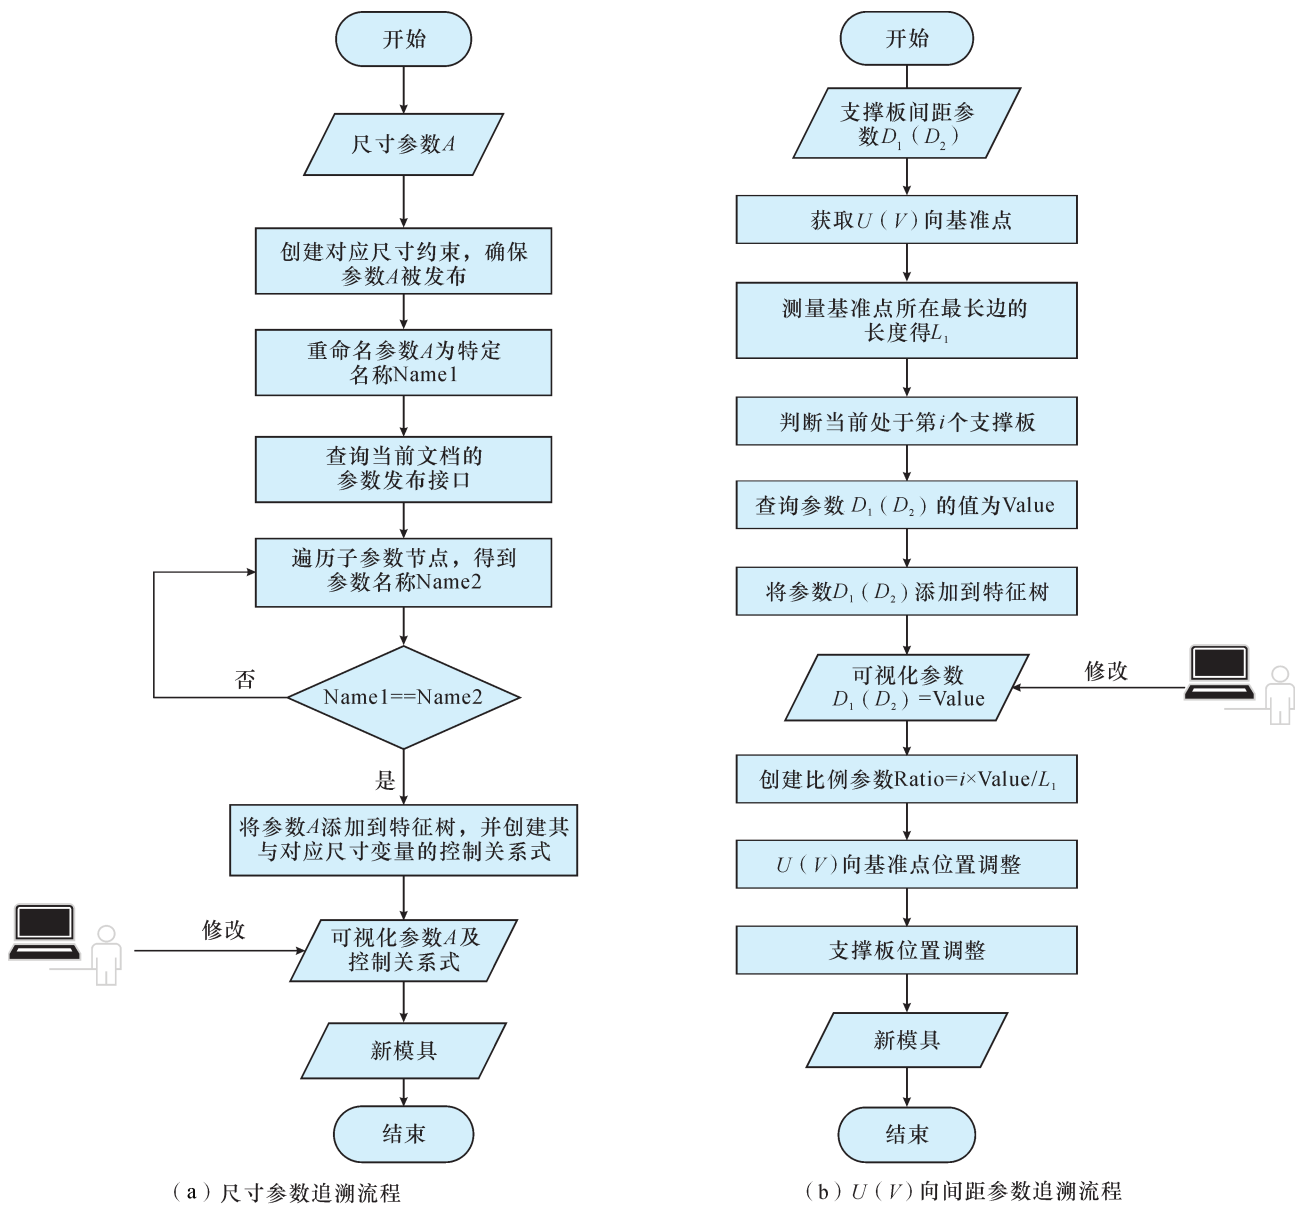 开始
尺寸参数A
创建对应尺寸约束，确保
参数A被发布
重命名参数A为特定
名称Name1
查询当前文档的
参数发布接口
遍历子参数节点，得到
参数名称Name2
否
Name1==Name2
是
将参数A添加到特征树，并创建其
与对应尺寸变量的控制关系式
修改
可视化参数A及
控制关系式
新模具
结束
（a）尺寸参数追溯流程
开始
支撑板间距参
数D₁（D₂）
获取U（V）向基准点
测量基准点所在最长边的
长度得L₁
判断当前处于第i个支撑板
查询参数 D₁（D₂）的值为Value
将参数D₁（D₂）添加到特征树
可视化参数
D₁（D₂）=Value
修改
创建比例参数Ratio=i×Value/L₁
U（V）向基准点位置调整
支撑板位置调整
新模具
结束
（b）U（V）向间距参数追溯流程